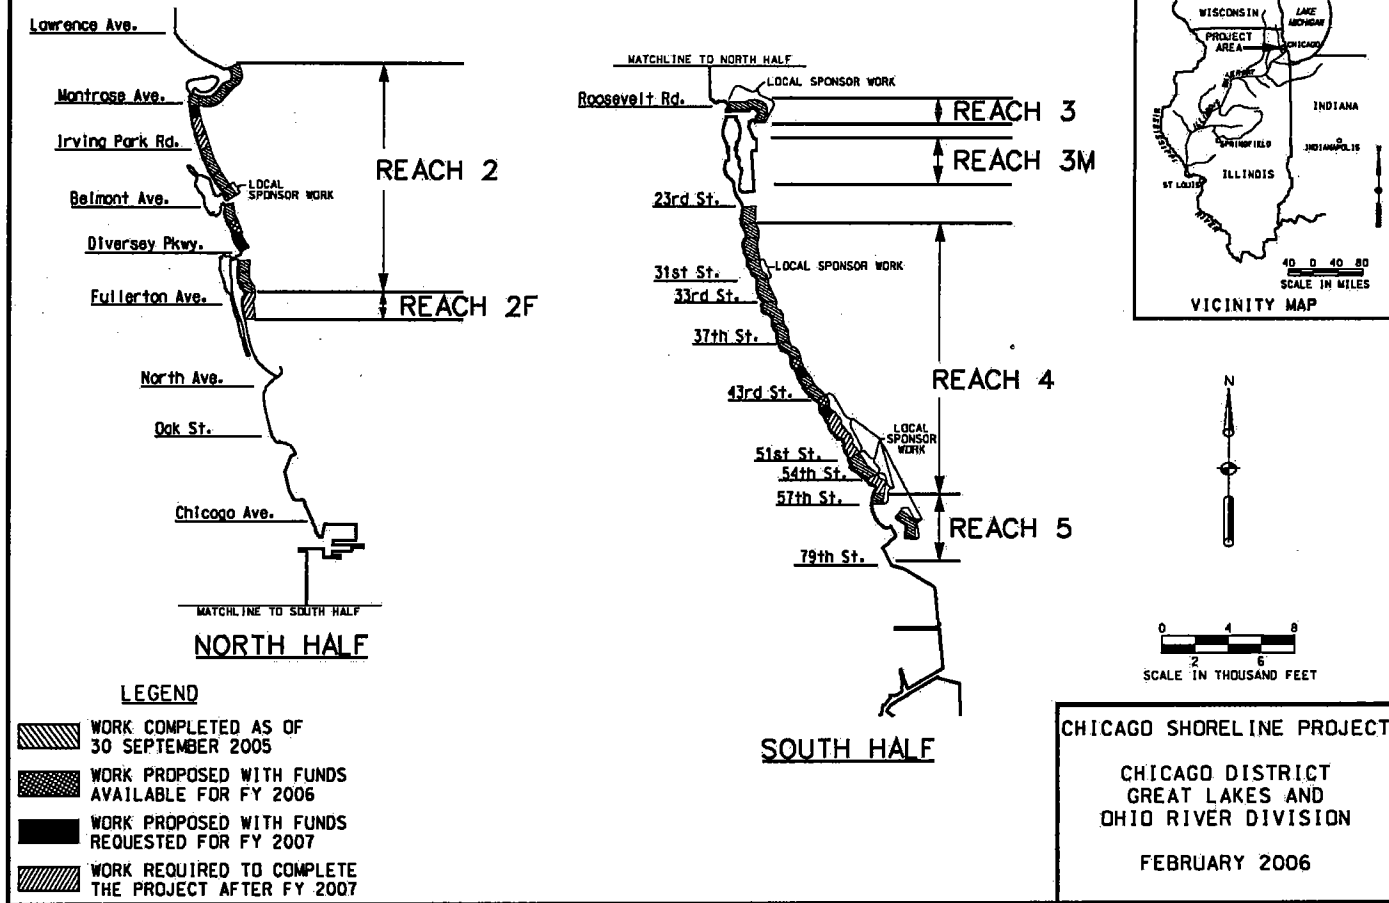 Lawrence Ave.
Montrose Ave.
Irving Park Rd.
LOCAL
SPONSOR WORK
Belmont Ave.
Diversey Pkwy.
Fullerton Ave.
REACH 2
REACH 2F
North Ave.
Oak St.
Chicago Ave.
MATCHLINE TO SOUTH HALF
NORTH HALF
MATCHLINE TO NORTH HALF
LOCAL SPONSOR WORK
Roosevelt Rd.
REACH 3
REACH 3M
23rd St.
LOCAL SPONSOR WORK
31st St.
33rd St.
37th St.
REACH 4
43rd St.
LOCAL
SPONSOR
WORK
51st St.
54th St.
57th St.
REACH 5
79th St.
SOUTH HALF
WISCONSIN
LAKE
MICHIGAN
PROJECT
AREA
CHICAGO
INDIANA
ILLINOIS
SPRINGFIELD
INDIANAPOLIS
ST LOUIS
ILLINOIS
MISSISSIPPI
RIVER
40 0 40 80
SCALE IN MILES
VICINITY MAP
N
0 4 8
2 6
SCALE IN THOUSAND FEET
LEGEND
WORK COMPLETED AS OF
30 SEPTEMBER 2005
WORK PROPOSED WITH FUNDS
AVAILABLE FOR FY 2006
WORK PROPOSED WITH FUNDS
REQUESTED FOR FY 2007
WORK REQUIRED TO COMPLETE
THE PROJECT AFTER FY 2007
CHICAGO SHORELINE PROJECT
CHICAGO DISTRICT
GREAT LAKES AND
OHIO RIVER DIVISION
FEBRUARY 2006